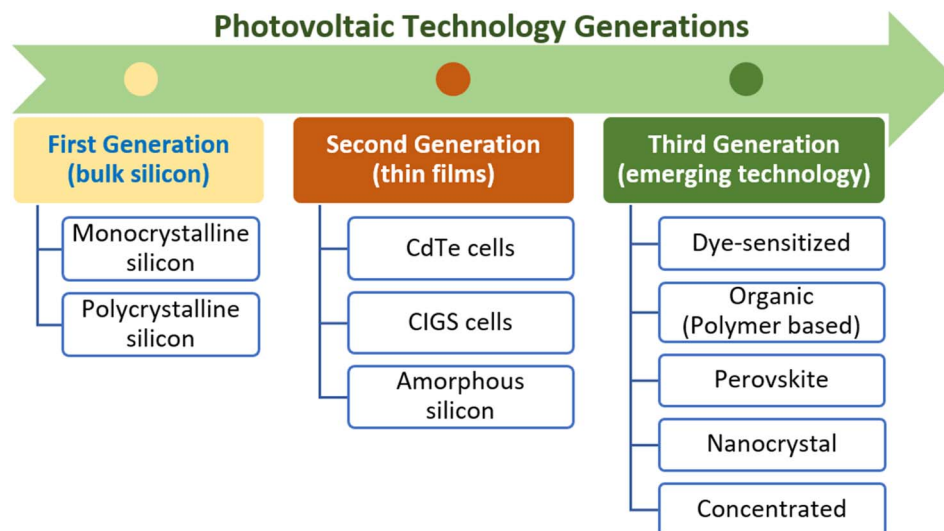 Photovoltaic Technology Generations
First Generation
(bulk silicon)
Monocrystalline
silicon
Polycrystalline
silicon
Second Generation
(thin films)
CdTe cells
CIGS cells
Amorphous
silicon
Third Generation
(emerging technology)
Dye-sensitized
Organic
(Polymer based)
Perovskite
Nanocrystal
Concentrated